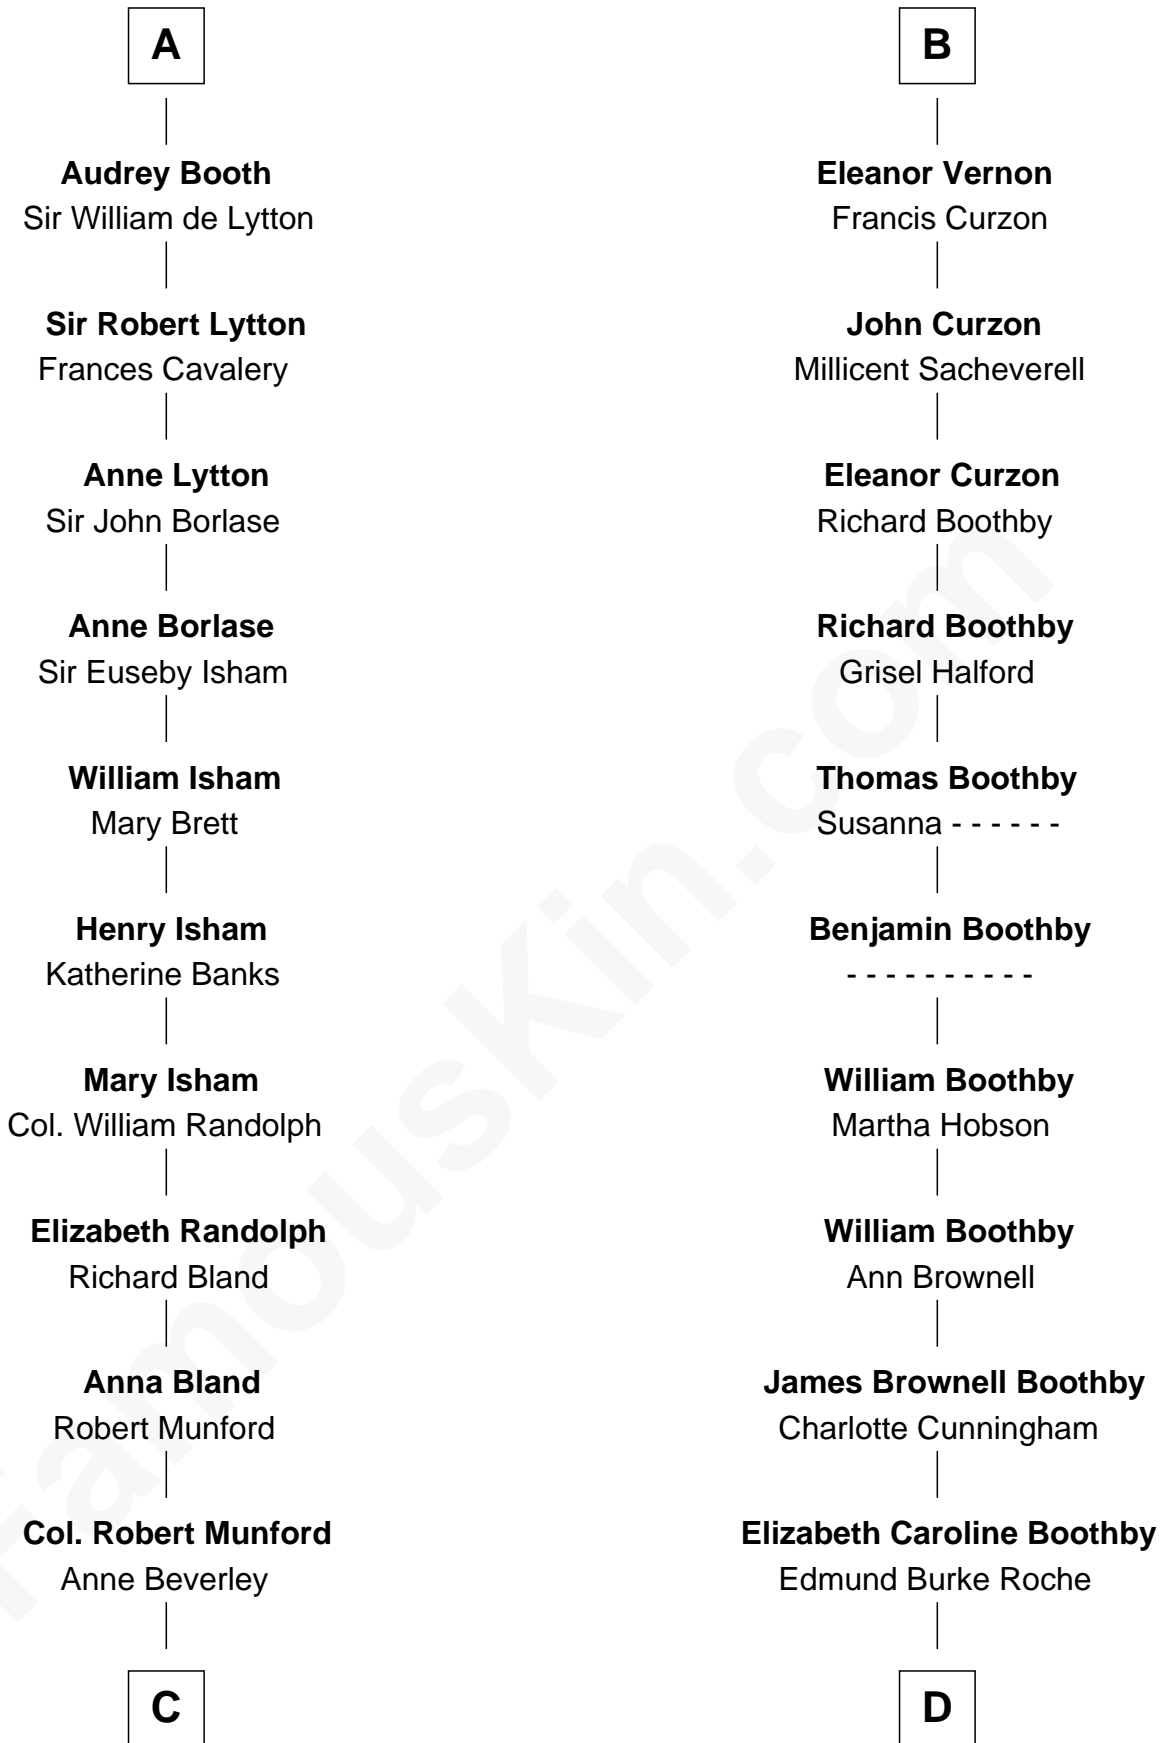 A
Audrey Booth
Sir William de Lytton
Sir Robert Lytton
Frances Cavalery
Anne Lytton
Sir John Borlase
Anne Borlase
Sir Euseby Isham
William Isham
Mary Brett
Henry Isham
Katherine Banks
Mary Isham
Col. William Randolph
Elizabeth Randolph
Richard Bland
Anna Bland
Robert Munford
Col. Robert Munford
Anne Beverley
C
B
Eleanor Vernon
Francis Curzon
John Curzon
Millicent Sacheverell
Eleanor Curzon
Richard Boothby
Richard Boothby
Grisel Halford
Thomas Boothby
Susanna - - - - - -
Benjamin Boothby
- - - - - - - - - -
William Boothby
Martha Hobson
William Boothby
Ann Brownell
James Brownell Boothby
Charlotte Cunningham
Elizabeth Caroline Boothby
Edmund Burke Roche
D
FamousKin.com